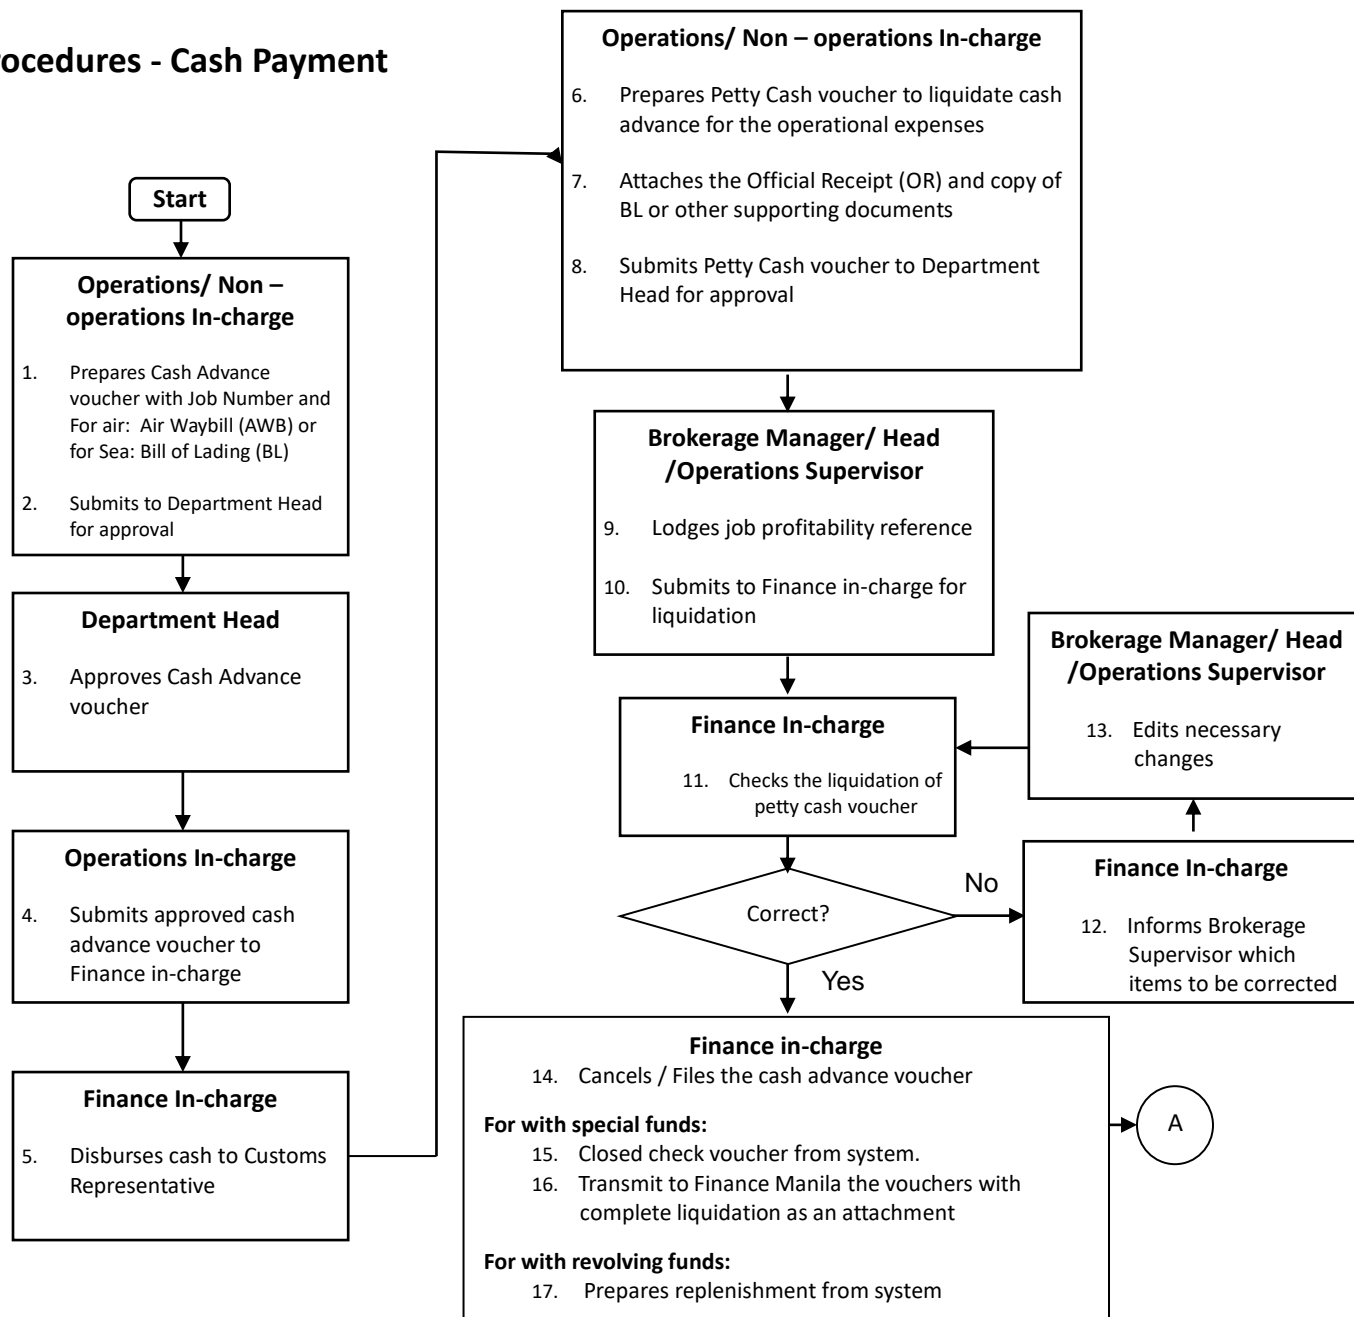 rocedures - Cash Payment
Start
Operations/ Non –
operations In-charge
1. Prepares Cash Advance
voucher with Job Number and
For air: Air Waybill (AWB) or
for Sea: Bill of Lading (BL)
2. Submits to Department Head
for approval
Department Head
3. Approves Cash Advance
voucher
Operations In-charge
4. Submits approved cash
advance voucher to
Finance in-charge
Finance In-charge
5. Disburses cash to Customs
Representative
Operations/ Non – operations In-charge
6. Prepares Petty Cash voucher to liquidate cash
advance for the operational expenses
7. Attaches the Official Receipt (OR) and copy of
BL or other supporting documents
8. Submits Petty Cash voucher to Department
Head for approval
Brokerage Manager/ Head
/Operations Supervisor
9. Lodges job profitability reference
10. Submits to Finance in-charge for
liquidation
Finance In-charge
11. Checks the liquidation of
petty cash voucher
Correct?
No
Yes
Finance In-charge
12. Informs Brokerage
Supervisor which
items to be corrected
Brokerage Manager/ Head
/Operations Supervisor
13. Edits necessary
changes
Finance in-charge
14. Cancels / Files the cash advance voucher
For with special funds:
15. Closed check voucher from system.
16. Transmit to Finance Manila the vouchers with
complete liquidation as an attachment
For with revolving funds:
17. Prepares replenishment from system
A